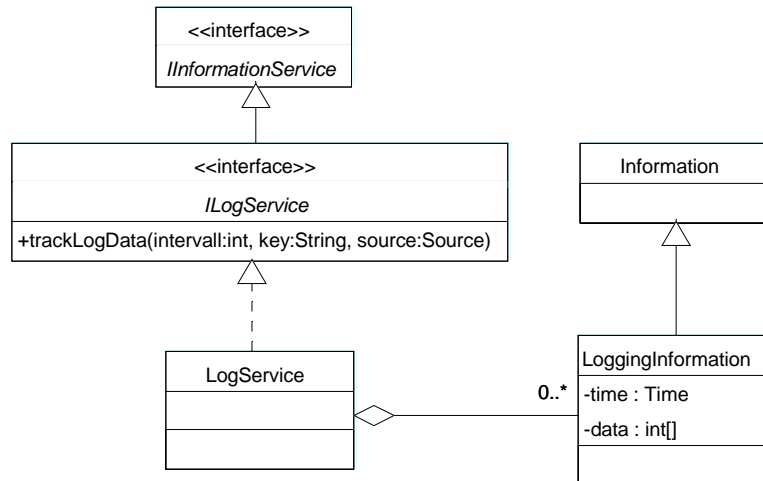 <<interface>>
IInformationService
<<interface>>
ILogService
+trackLogData(intervall:int, key:String, source:Source)
Information
LogService
0..*
LoggingInformation
-time : Time
-data : int[]